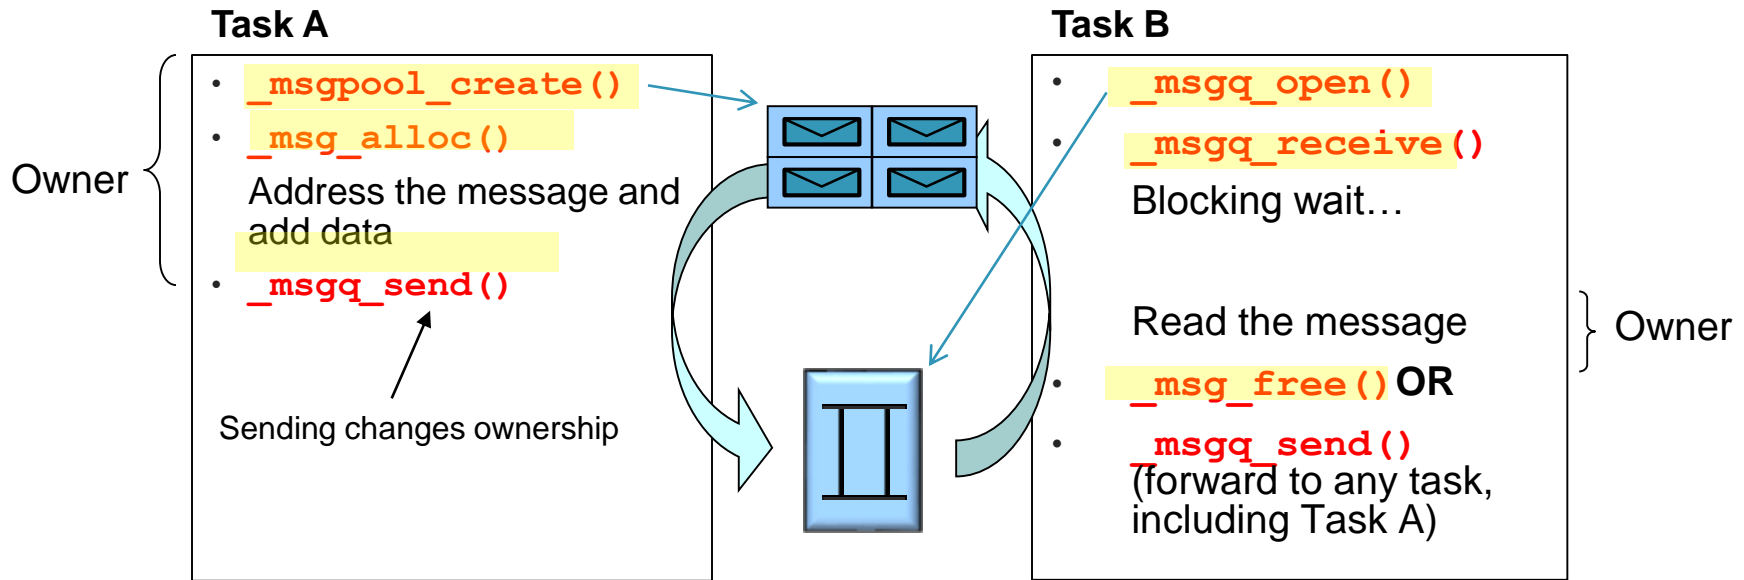 Task A
• _msgpool_create()
• _msg_alloc()
Address the message and
add data
• _msgq_send()
Owner
Sending changes ownership
Task B
• _msgq_open()
• _msgq_receive()
Blocking wait…
Read the message
• _msg_free() OR
• _msgq_send()
(forward to any task,
including Task A)
Owner